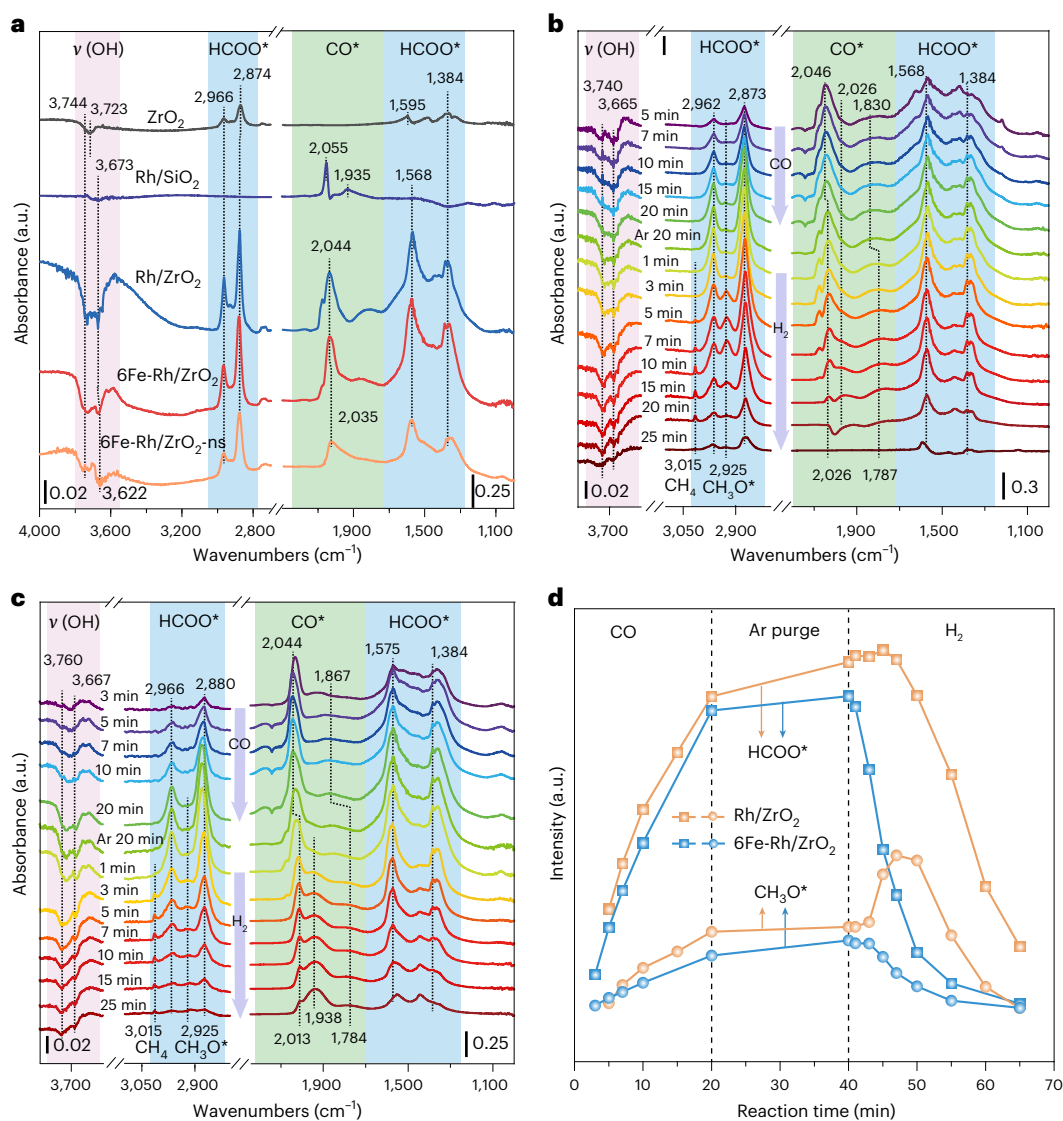 a
ν (OH)
HCOO*
CO*
HCOO*
3,744
3,723
2,966
2,874
1,595
1,384
ZrO2
3,673
Rh/SiO2
2,055
1,935
1,568
2,044
Rh/ZrO2
6Fe-Rh/ZrO2
2,035
6Fe-Rh/ZrO2-ns
0.02
3,622
0.25
4,000
3,800
3,600
2,800
1,900
1,500
1,100
Wavenumbers (cm−1)
Absorbance (a.u.)
b
ν (OH)
HCOO*
CO*
HCOO*
3,740
3,665
2,962
2,873
2,046
2,026
1,830
1,568
1,384
5 min
7 min
10 min
15 min
20 min
Ar 20 min
1 min
3 min
5 min
7 min
10 min
15 min
20 min
25 min
CO
H2
3,015
CH4
2,925
CH3O*
2,026
1,787
0.02
0.3
3,700
3,050
2,900
1,900
1,500
1,100
Wavenumbers (cm−1)
Absorbance (a.u.)
c
ν (OH)
HCOO*
CO*
HCOO*
3,760
3,667
2,966
2,880
2,044
1,867
1,575
1,384
3 min
5 min
7 min
10 min
20 min
Ar 20 min
1 min
3 min
5 min
7 min
10 min
15 min
25 min
CO
H2
3,015
CH4
2,925
CH3O*
2,013
1,938
1,784
0.02
0.25
3,700
3,050
2,900
1,900
1,500
1,100
Wavenumbers (cm−1)
Absorbance (a.u.)
d
CO
Ar purge
H2
HCOO*
Rh/ZrO2
6Fe-Rh/ZrO2
CH3O*
0
10
20
30
40
50
60
70
Reaction time (min)
Intensity (a.u.)